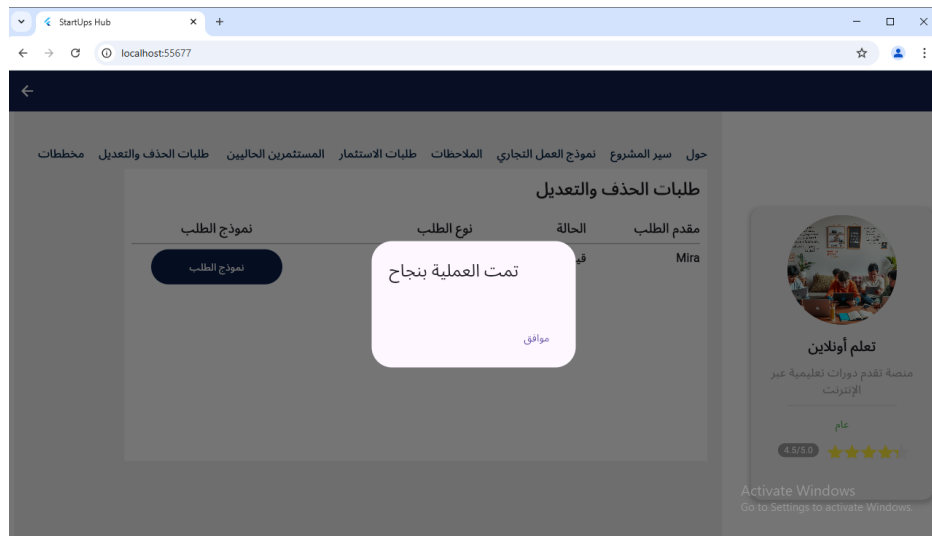 StartUps Hub
localhost:55677
حول سير المشروع نموذج العمل التجاري الملاحظات طلبات الاستثمار المستثمرين الحاليين طلبات الحذف والتعديل مخططات
طلبات الحذف والتعديل
مقدم الطلب الحالة نوع الطلب نموذج الطلب
Mira
نموذج الطلب
تمت العملية بنجاح
موافق
تعلم أونلاين
منصة تقدم دورات تعليمية عبر
الإنترنت
عام
4.5/5.0
Activate Windows
Go to Settings to activate Windows.